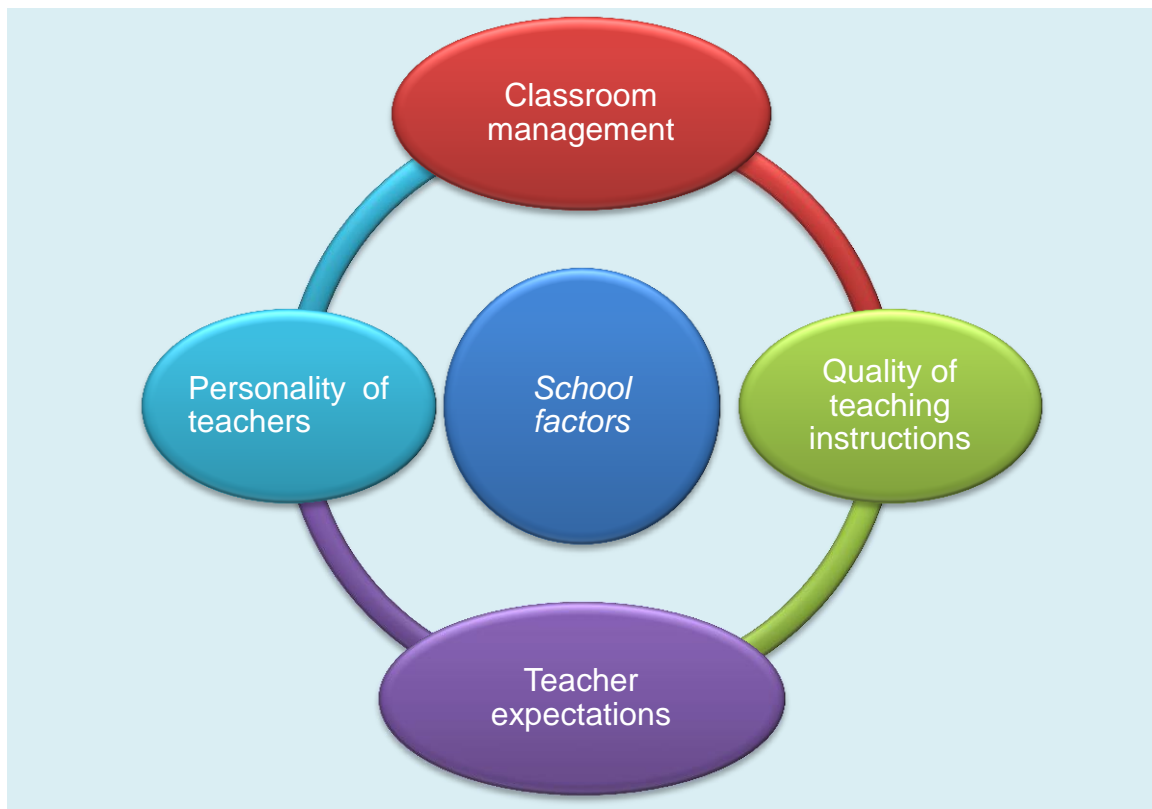 Classroom
management
Personality  of
teachers
School
factors
Quality of
teaching
instructions
Teacher
expectations